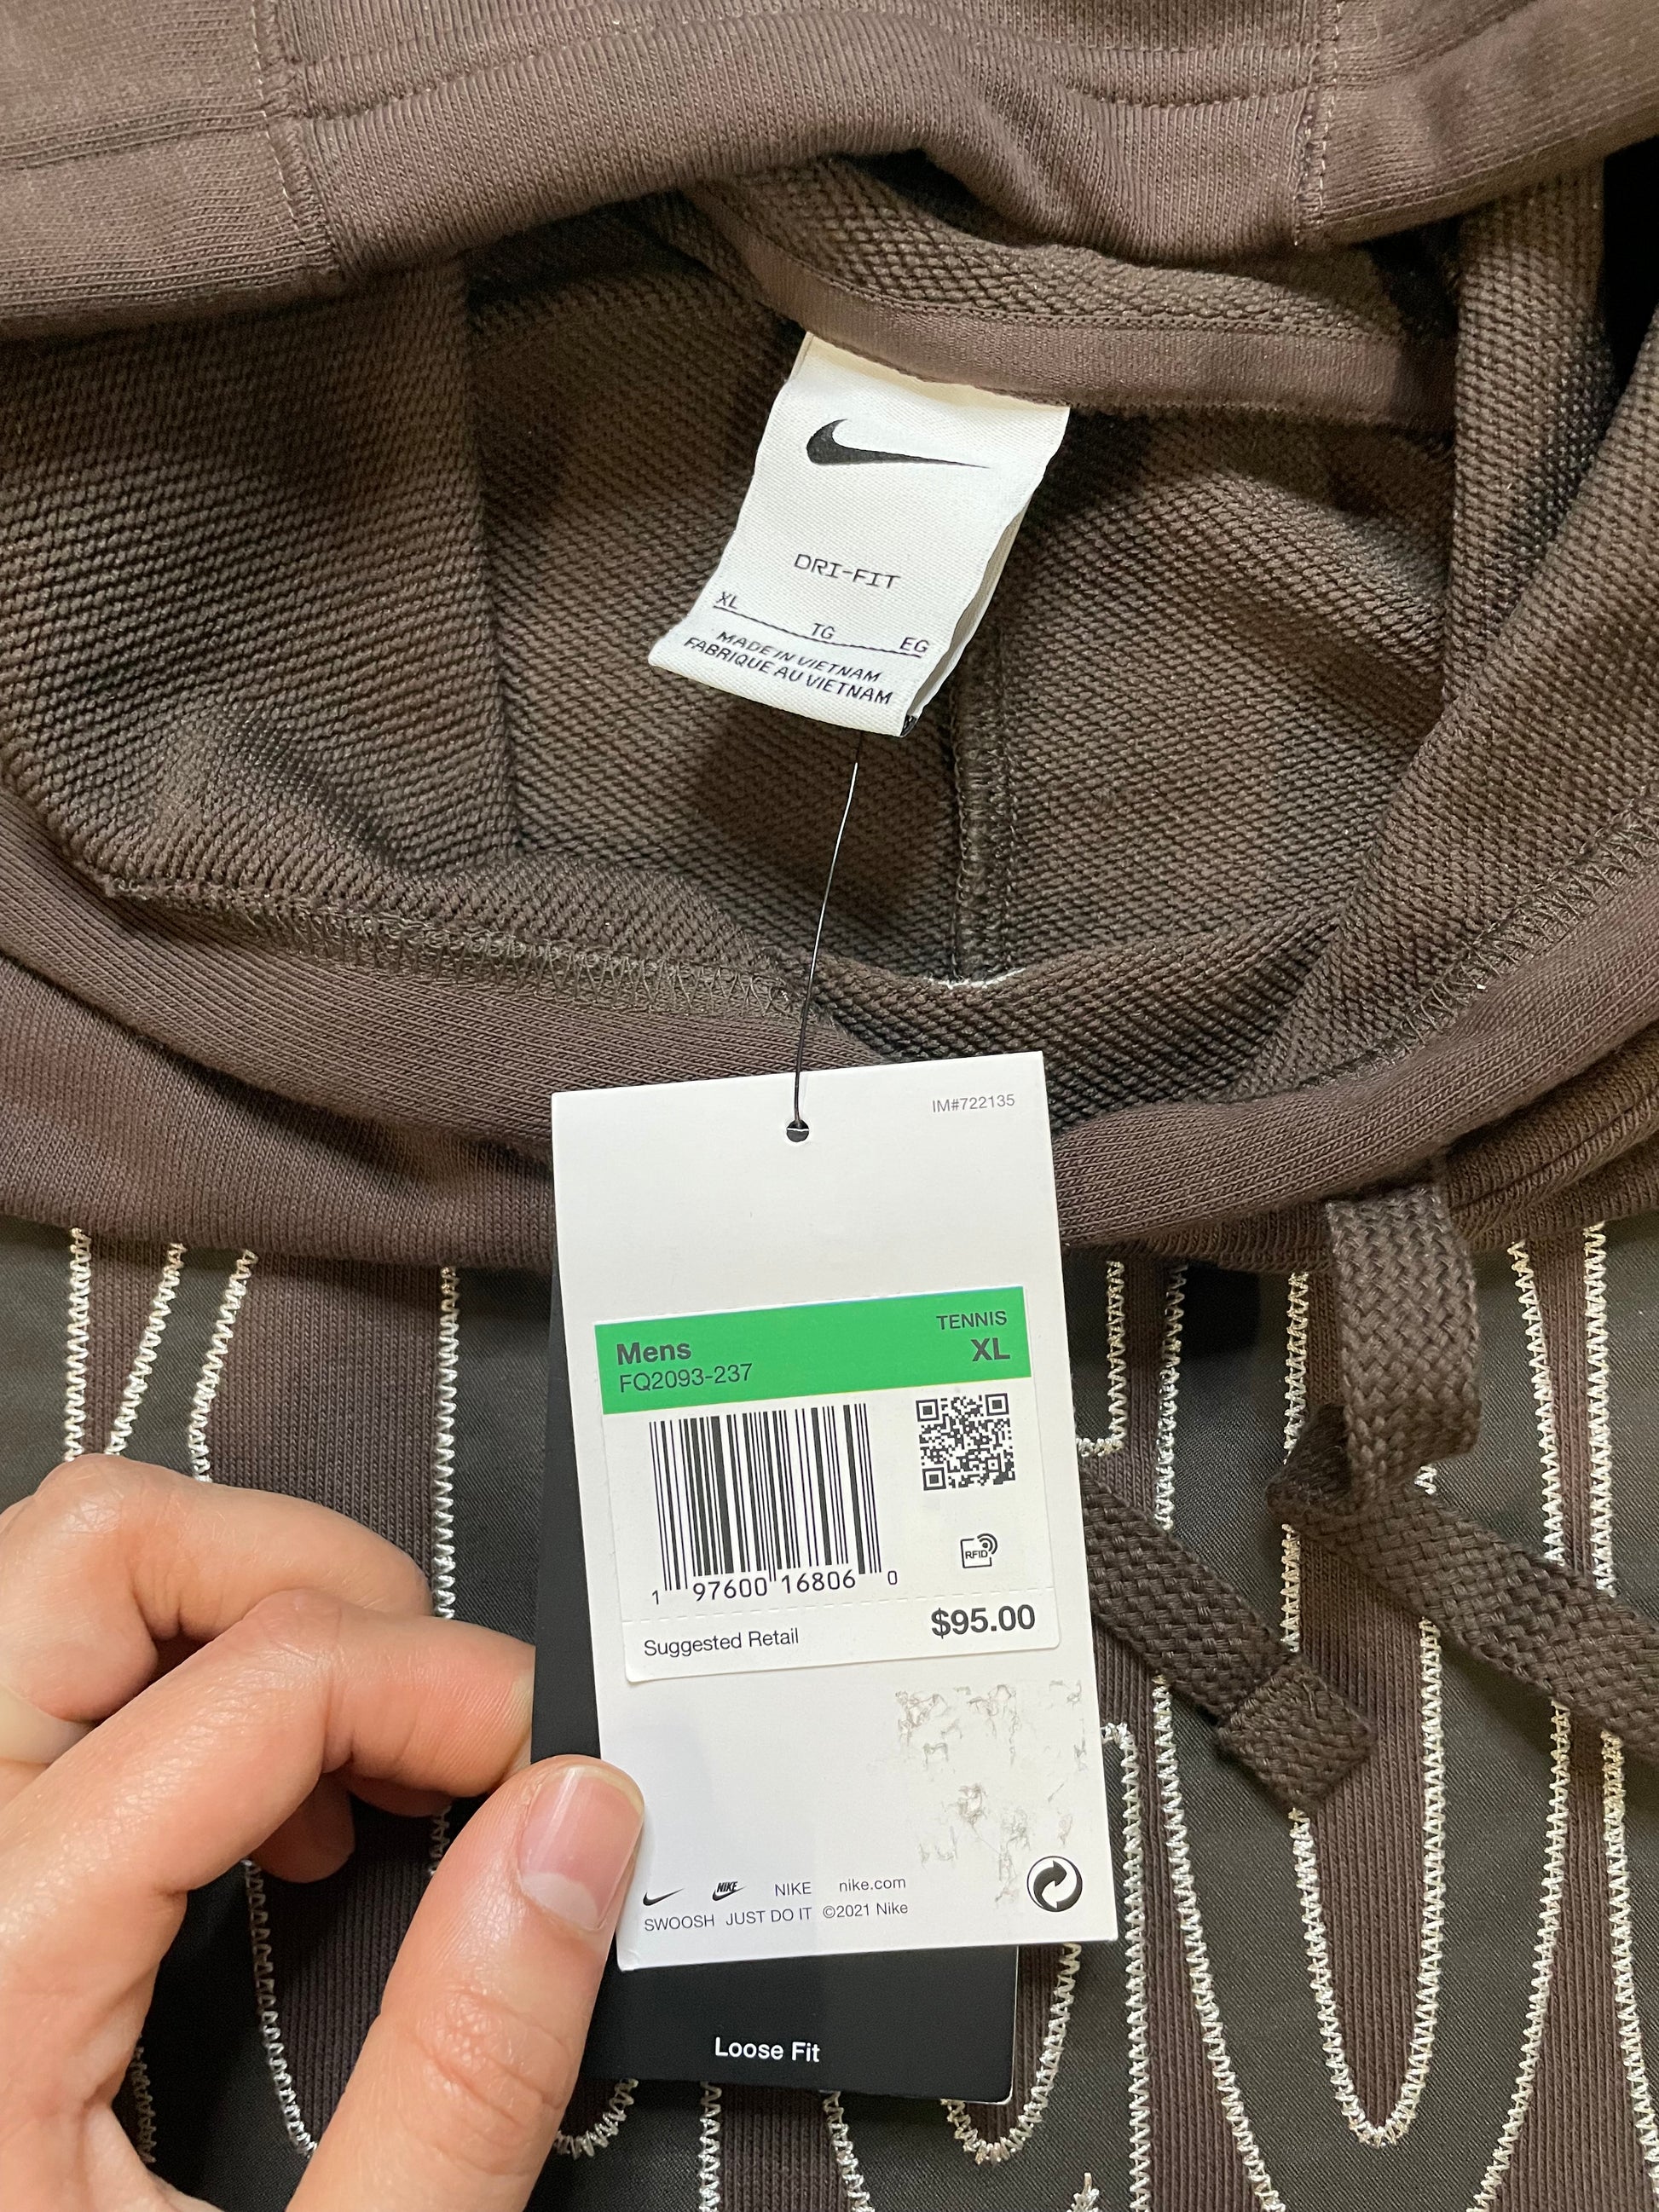 DRI-FIT
XL TG EG
MADE IN VIETNAM
FABRIQUE AU VIETNAM
IM#722135
Mens TENNIS
FQ2093-237 XL
RFID
1 97600 16806 0
Suggested Retail $95.00
NIKE NIKE nike.com
SWOOSH JUST DO IT ©2021 Nike
Loose Fit